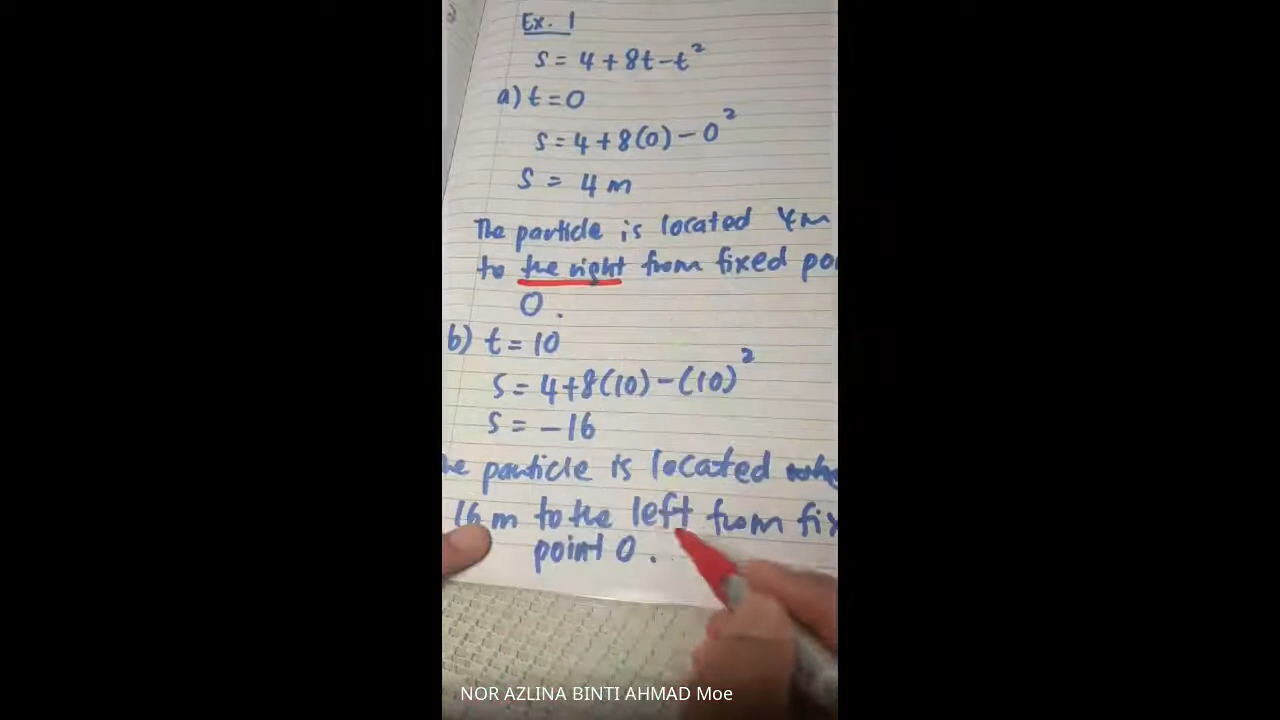 Ex. 1
s = 4 + 8t - t²
a) t = 0
s = 4 + 8(0) - 0²
s = 4 m
The particle is located 4m
to the right from fixed po
0.
b) t = 10
s = 4 + 8(10) - (10)²
s = -16
he particle is located
16 m to the left from fix
point 0.
NOR AZLINA BINTI AHMAD Moe